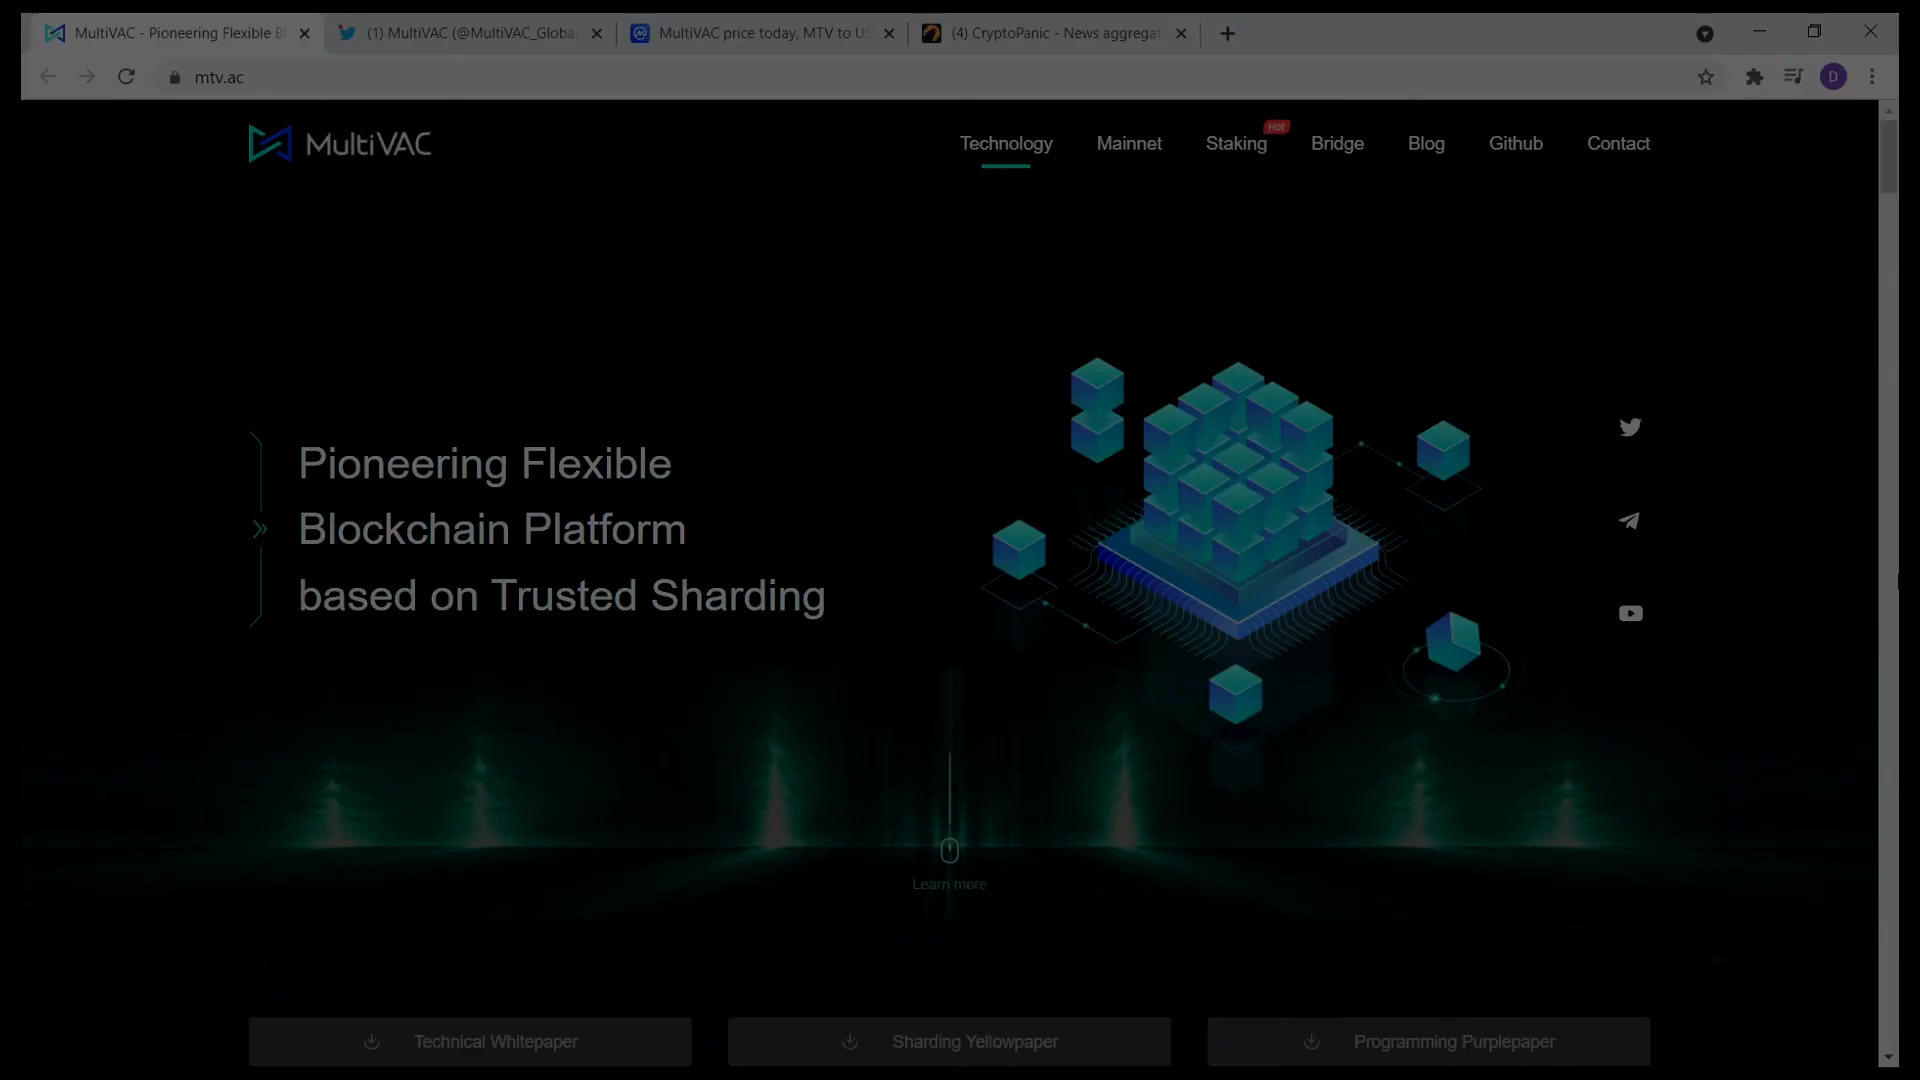 MultiVAC - Pioneering Flexible B
(1) MultiVAC (@MultiVAC_Globa
MultiVAC price today, MTV to US
(4) CryptoPanic - News aggregat
mtv.ac
D
MultiVAC
Technology
Mainnet
Staking
Hot
Bridge
Blog
Github
Contact
Pioneering Flexible
Blockchain Platform
based on Trusted Sharding
Learn more
Technical Whitepaper
Sharding Yellowpaper
Programming Purplepaper